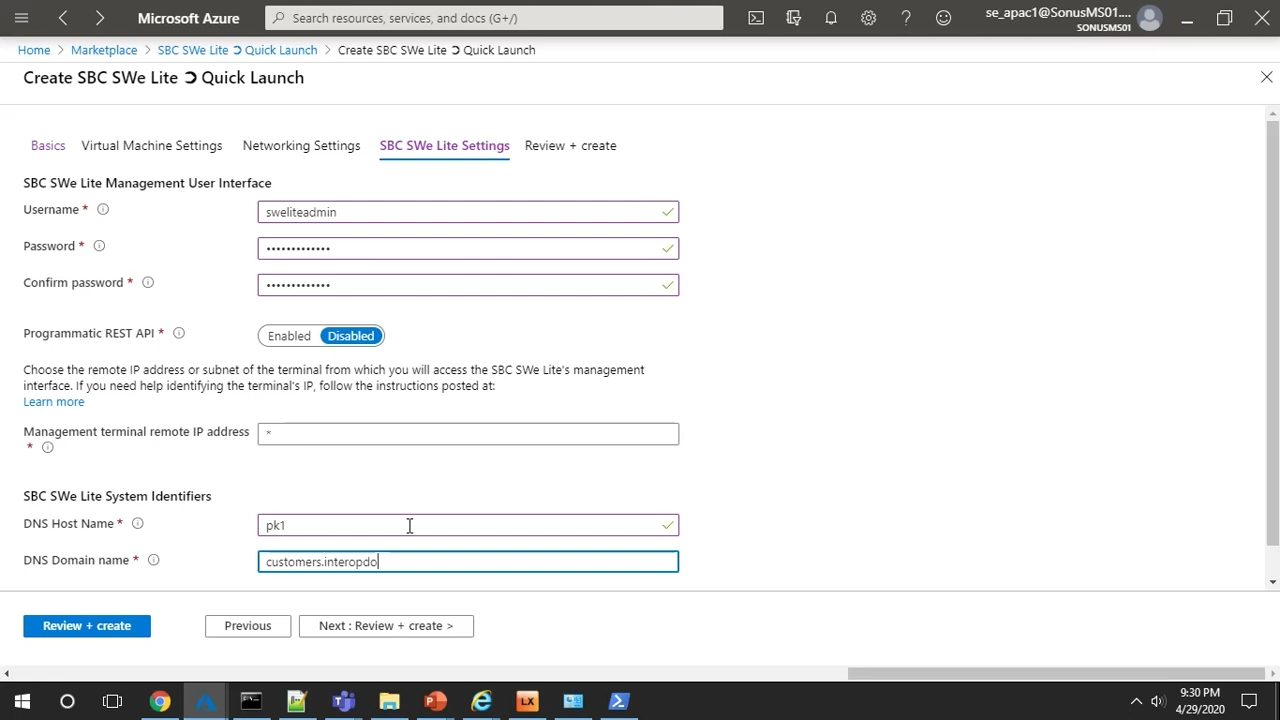 Microsoft Azure
Search resources, services, and docs (G+/)
se_apac1@SonusMS01....
SONUSMS01
Home > Marketplace > SBC SWe Lite Ɔ Quick Launch > Create SBC SWe Lite Ɔ Quick Launch
Create SBC SWe Lite Ɔ Quick Launch
Basics Virtual Machine Settings Networking Settings SBC SWe Lite Settings Review + create
SBC SWe Lite Management User Interface
Username * sweliteadmin
Password * •••••••••••••
Confirm password * •••••••••••••
Programmatic REST API * Enabled Disabled
Choose the remote IP address or subnet of the terminal from which you will access the SBC SWe Lite's management
interface. If you need help identifying the terminal's IP, follow the instructions posted at:
Learn more
Management terminal remote IP address *
*
SBC SWe Lite System Identifiers
DNS Host Name * pk1
DNS Domain name * customers.interopdo
Review + create Previous Next : Review + create >
LX
9:30 PM
4/29/2020